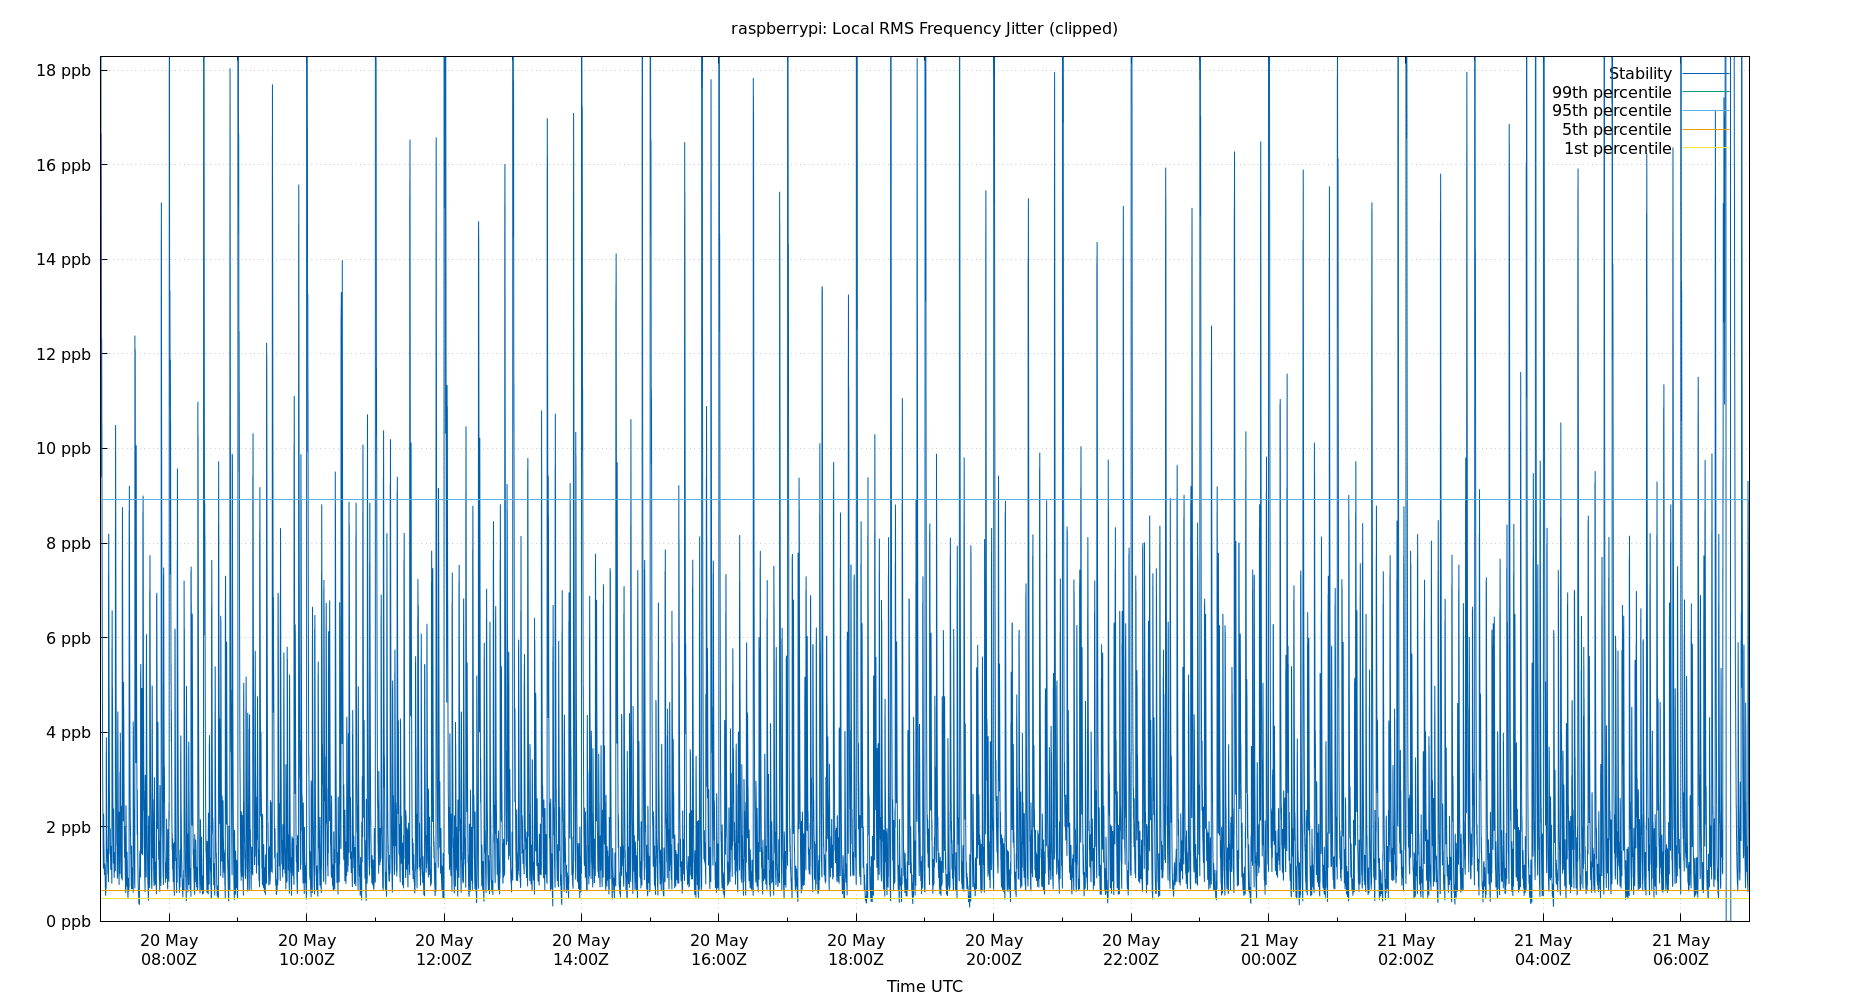 raspberrypi: Local RMS Frequency Jitter (clipped)
18 ppb
16 ppb
14 ppb
12 ppb
10 ppb
8 ppb
6 ppb
4 ppb
2 ppb
0 ppb
Stability
99th percentile
95th percentile
5th percentile
1st percentile
20 May 20 May 20 May 20 May 20 May 20 May 20 May 20 May 21 May 21 May 21 May 21 May
08:00Z 10:00Z 12:00Z 14:00Z 16:00Z 18:00Z 20:00Z 22:00Z 00:00Z 02:00Z 04:00Z 06:00Z
Time UTC